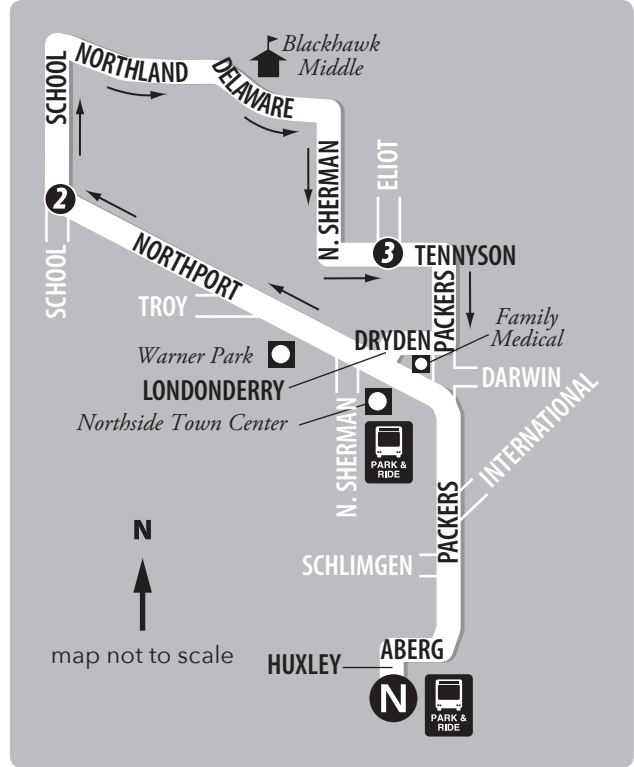 SCHOOL
NORTHLAND
DELAWARE
Blackhawk
Middle
N. SHERMAN
ELIOT
2
3
TENNYSON
SCHOOL
NORTHPORT
TROY
PACKERS
DRYDEN
Family
Medical
Warner Park
DARWIN
LONDONDERRY
Northside Town Center
N. SHERMAN
PARK &
RIDE
INTERNATIONAL
PACKERS
SCHLIMGEN
N
map not to scale
HUXLEY
ABERG
N
PARK &
RIDE